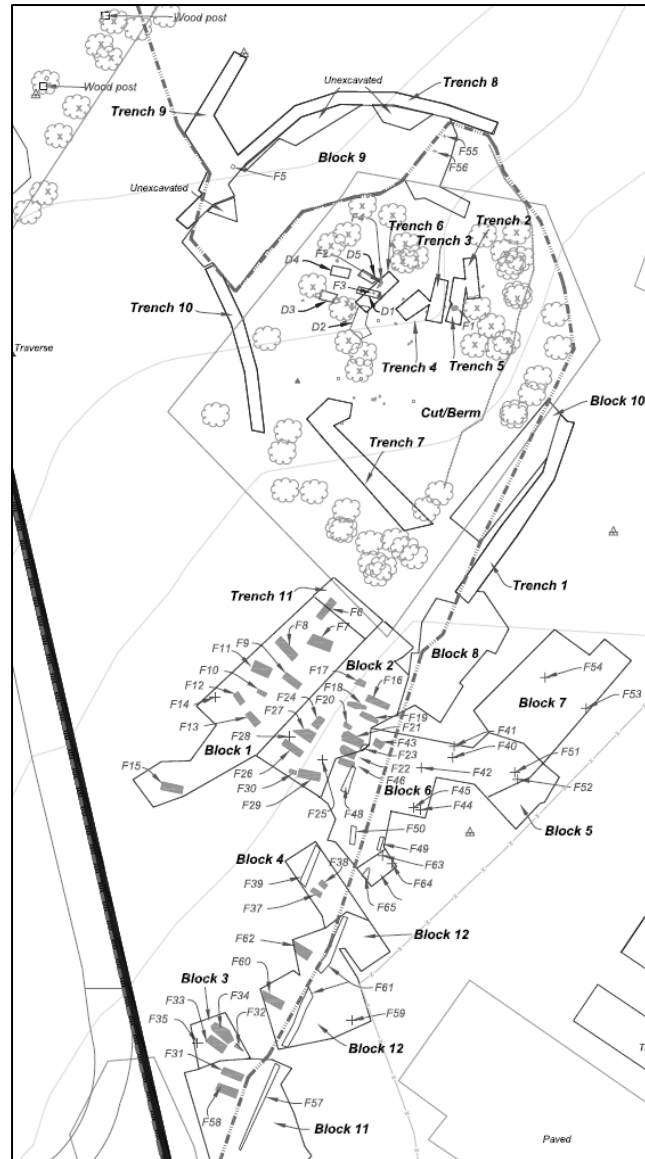 Wood post
Wood post
Unexcavated
Trench 8
Trench 9
Block 9
F55
F56
F5
Unexcavated
Trench 2
Trench 6
Trench 3
F4
F2
D5
D4
F3
D3
D1
D2
F1
Trench 10
Trench 4
Trench 5
Traverse
Cut/Berm
Block 10
Trench 7
Trench 1
Trench 11
F6
F8
F7
F9
F11
F10
Block 2
Block 8
F17
F54
F12
F14
F18
F16
Block 7
F53
F24
F20
F27
F19
F13
F21
F41
F28
F43
F40
Block 1
F23
F51
F26
F22
F42
F52
F15
F30
F46
F29
Block 6
F45
F25
F48
F44
Block 5
F50
F49
Block 4
F38
F63
F39
F64
F37
F65
F62
Block 12
Block 3
F60
F61
F34
F33
F59
F35
F32
Block 12
F31
F57
F58
Block 11
Paved